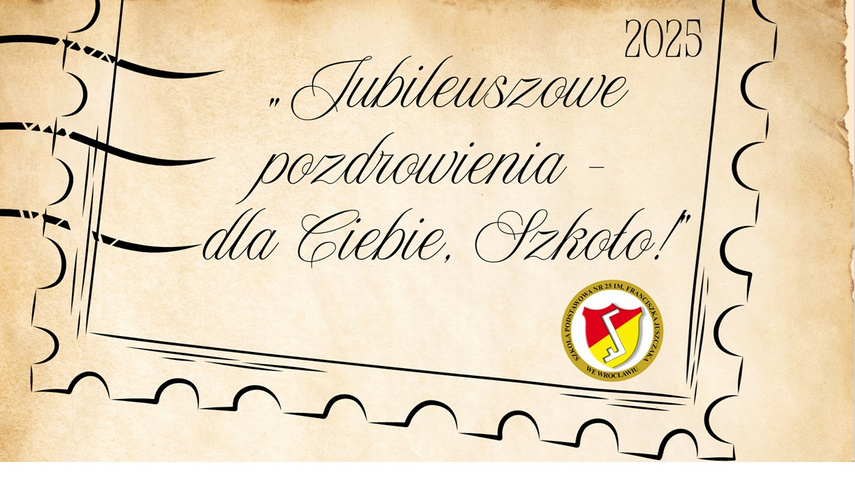 2025
„Jubileuszowe
pozdrowienia -
dla Ciebie, Szkoło!"
SZKOŁA PODSTAWOWA NR 25 IM. FRANCISZKA JUSZCZAKA
WE WROCŁAWIU